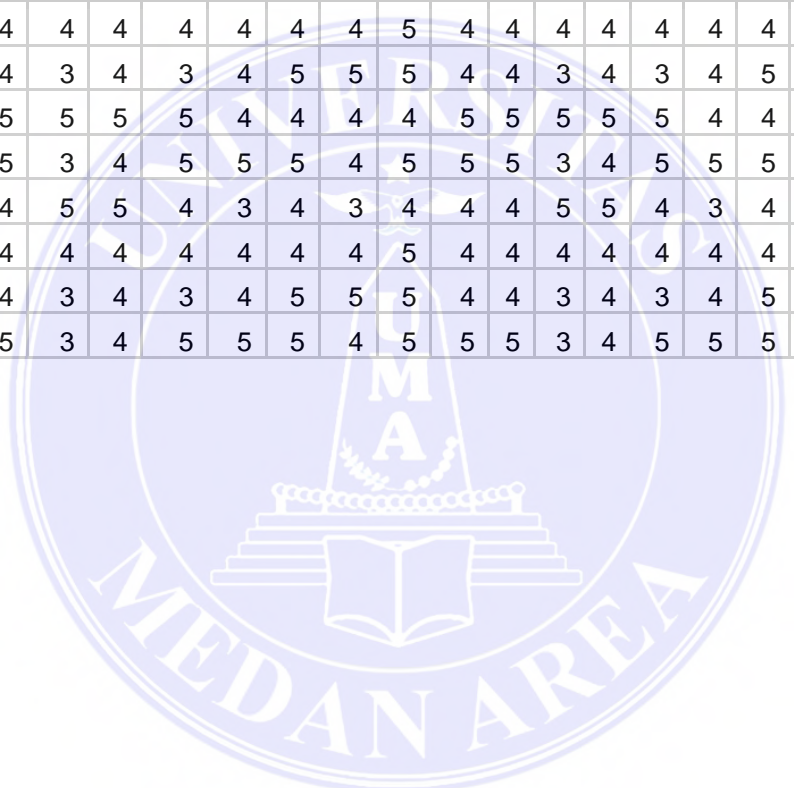 4 4 4 4 4 4 4 5 4 4 4 4 4 4 4
4 3 4 3 4 5 5 5 4 4 3 4 3 4 5
5 5 5 5 4 4 4 4 5 5 5 5 5 4 4
5 3 4 5 5 5 4 5 5 5 3 4 5 5 5
4 5 5 4 3 4 3 4 4 4 5 5 4 3 4
4 4 4 4 4 4 4 5 4 4 4 4 4 4 4
4 3 4 3 4 5 5 5 4 4 3 4 3 4 5
5 3 4 5 5 5 4 5 5 5 3 4 5 5 5
UNIVERSITAS
UMA
MEDAN AREA